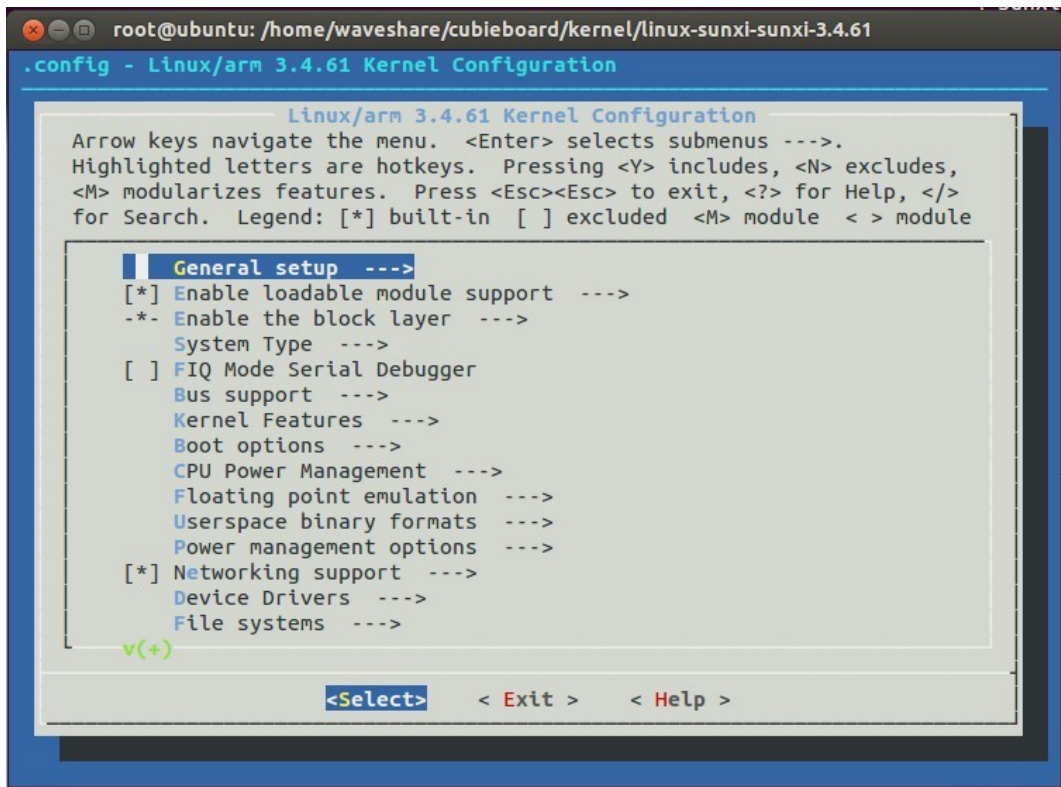 root@ubuntu: /home/waveshare/cubieboard/kernel/linux-sunxi-sunxi-3.4.61
.config - Linux/arm 3.4.61 Kernel Configuration
Linux/arm 3.4.61 Kernel Configuration
Arrow keys navigate the menu.  <Enter> selects submenus --->.
Highlighted letters are hotkeys.  Pressing <Y> includes, <N> excludes,
<M> modularizes features.  Press <Esc><Esc> to exit, <?> for Help, </>
for Search.  Legend: [*] built-in  [ ] excluded  <M> module  < > module
General setup  --->
[*] Enable loadable module support  --->
-*- Enable the block layer  --->
System Type  --->
[ ] FIQ Mode Serial Debugger
Bus support  --->
Kernel Features  --->
Boot options  --->
CPU Power Management  --->
Floating point emulation  --->
Userspace binary formats  --->
Power management options  --->
[*] Networking support  --->
Device Drivers  --->
File systems  --->
v(+)
<Select>    < Exit >    < Help >